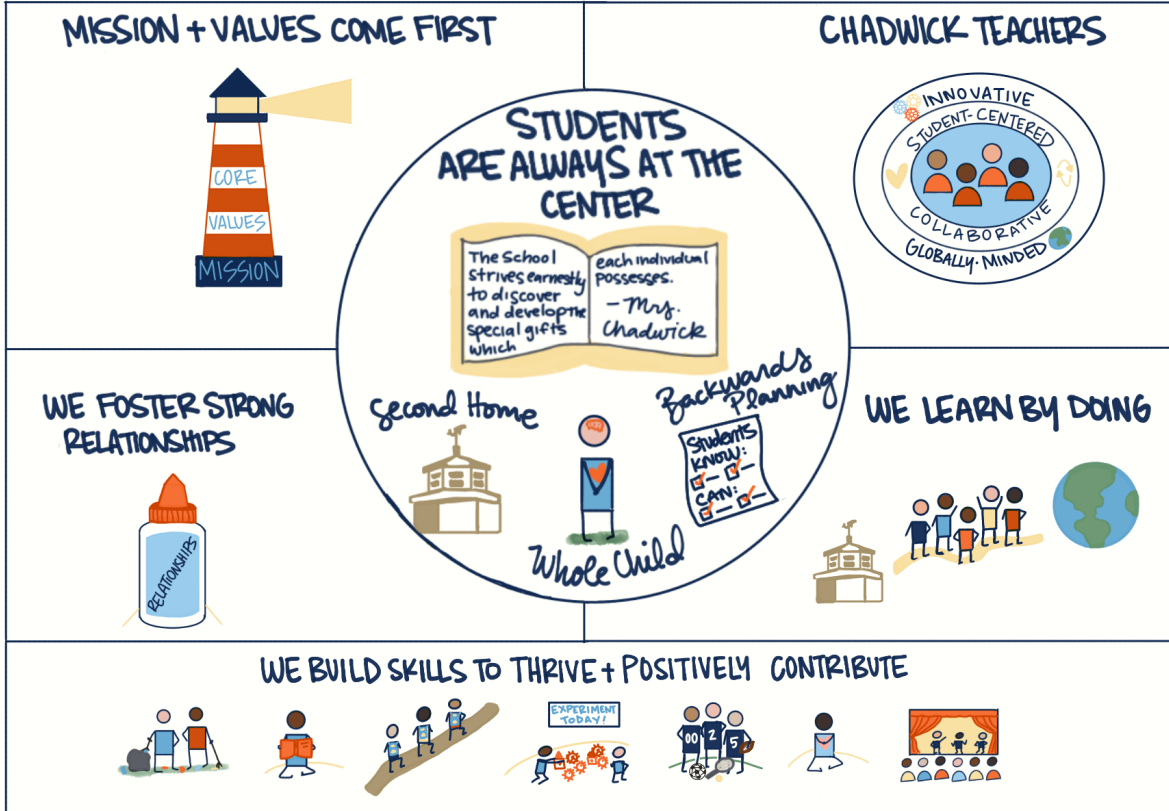 MISSION + VALUES COME FIRST
CORE
VALUES
MISSION
CHADWICK TEACHERS
INNOVATIVE
STUDENT-CENTERED
COLLABORATIVE
GLOBALLY-MINDED
STUDENTS
ARE ALWAYS AT THE
CENTER
The School
strives earnestly
to discover
and develop the
special gifts
which
each individual
possesses.
- Mrs.
Chadwick
Second Home
Backwards
Planning
Students
KNOW:
CAN:
Whole Child
WE FOSTER STRONG
RELATIONSHIPS
RELATIONSHIPS
WE LEARN BY DOING
WE BUILD SKILLS TO THRIVE + POSITIVELY CONTRIBUTE
EXPERIMENT
TODAY!
00
2
5